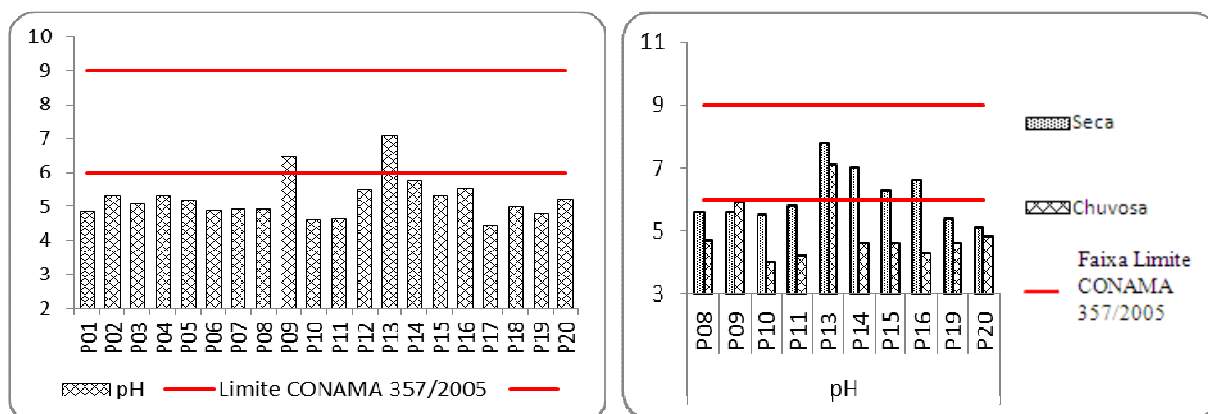 10
9
8
7
6
5
4
3
2
P01 P02 P03 P04 P05 P06 P07 P08 P09 P10 P11 P12 P13 P14 P15 P16 P17 P18 P19 P20
pH Limite CONAMA 357/2005
11
9
7
5
3
P08 P09 P10 P11 P13 P14 P15 P16 P19 P20
pH
Seca
Chuvosa
Faixa Limite
CONAMA
357/2005